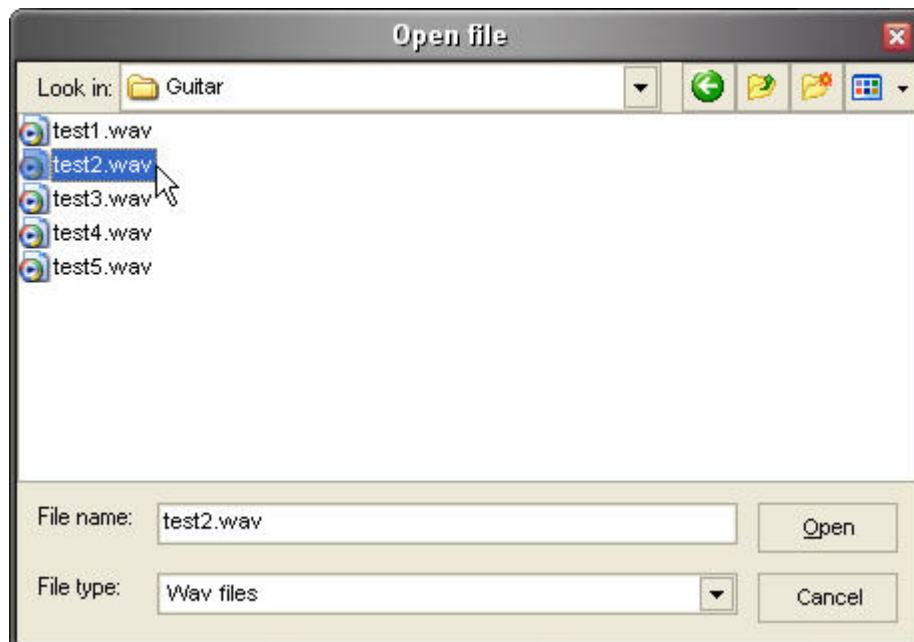 Open file
Look in: Guitar
test1.wav
test2.wav
test3.wav
test4.wav
test5.wav
File name: test2.wav
Open
File type: Wav files
Cancel